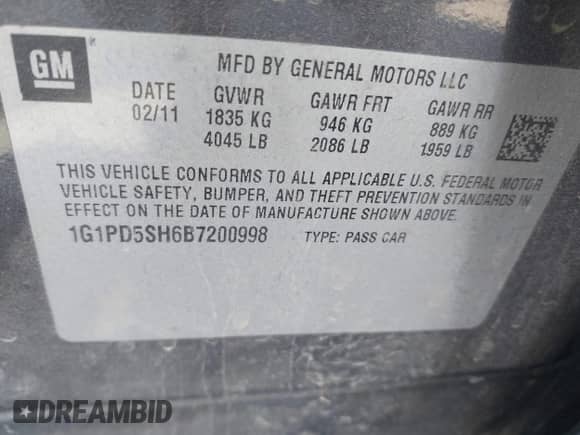 GM
MFD BY GENERAL MOTORS LLC
DATE GVWR GAWR FRT GAWR RR
02/11 1835 KG 946 KG 889 KG
4045 LB 2086 LB 1959 LB
THIS VEHICLE CONFORMS TO ALL APPLICABLE U.S. FEDERAL MOTOR
VEHICLE SAFETY, BUMPER, AND THEFT PREVENTION STANDARDS IN
EFFECT ON THE DATE OF MANUFACTURE SHOWN ABOVE.
1G1PD5SH6B7200998 TYPE: PASS CAR
DREAMBID